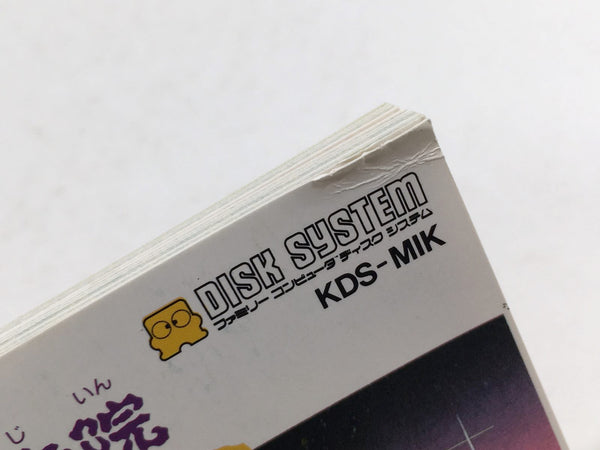 DISK SYSTEM
ファミリー コンピュータ ディスク システム
KDS-MIK
じ いん
院